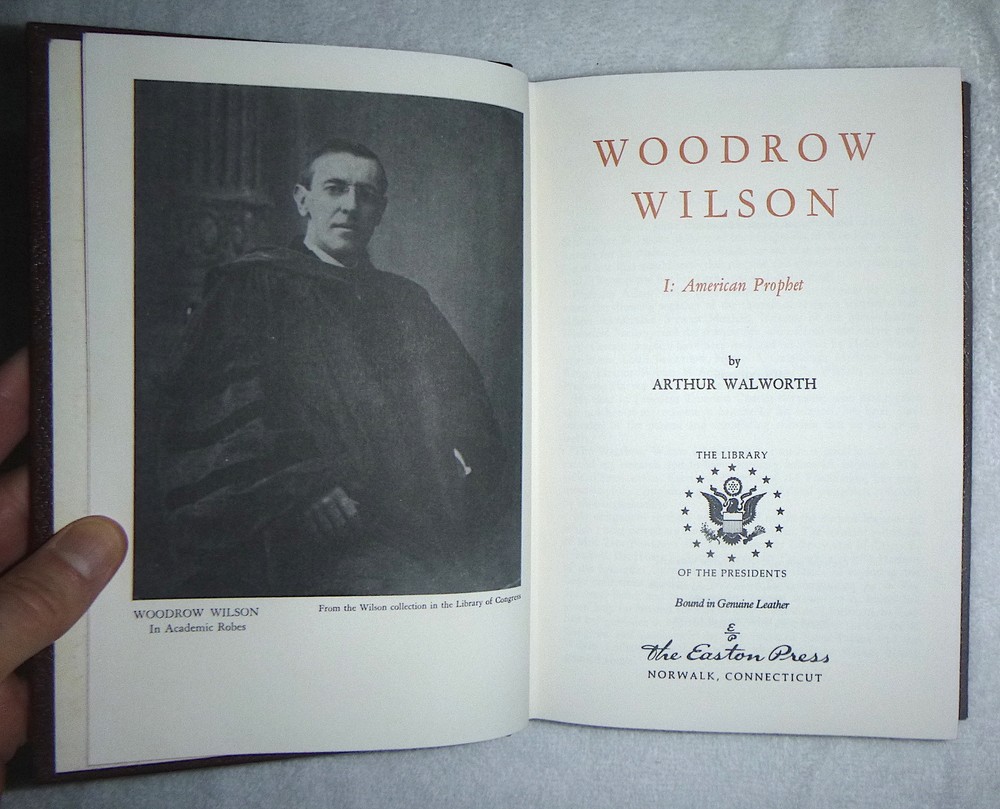 WOODROW WILSON
In Academic Robes
From the Wilson collection in the Library of Congress
WOODROW
WILSON
I: American Prophet
by
ARTHUR WALWORTH
THE LIBRARY
OF THE PRESIDENTS
Bound in Genuine Leather
E
P
The Easton Press
NORWALK, CONNECTICUT